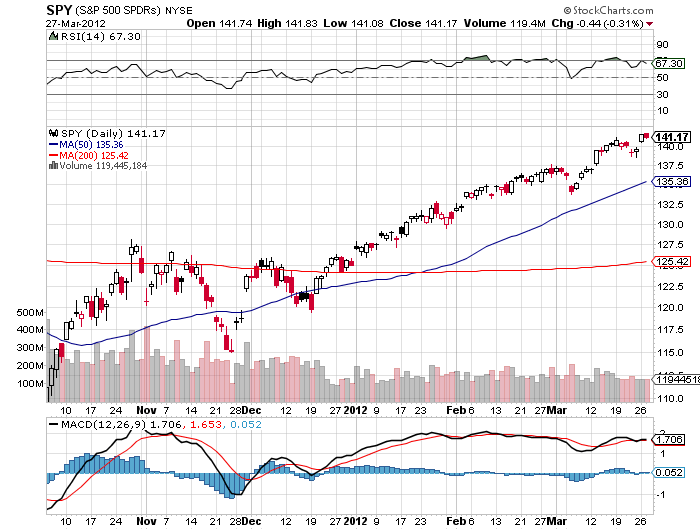 SPY (S&P 500 SPDRs) NYSE © StockCharts.com
27-Mar-2012 Open 141.74 High 141.83 Low 141.08 Close 141.17 Volume 119.4M Chg -0.44 (-0.31%)
RSI(14) 67.30
90
70
67.30
50
30
10
SPY (Daily) 141.17
MA(50) 135.36
MA(200) 125.42
Volume 119,445,184
141.17
140.0
137.5
135.36
132.5
130.0
127.5
125.42
122.5
120.0
117.5
115.0
112.5
110.0
500M
400M
300M
200M
100M
119445184
10 17 24 Nov 7 14 21 28 Dec 12 19 27 2012 9 17 23 Feb 6 13 21 27 Mar 12 19 26
MACD(12,26,9) 1.706, 1.653, 0.052
2
1.706
1
0.052
-1
-2
10 17 24 Nov 7 14 21 28 Dec 12 19 27 2012 9 17 23 Feb 6 13 21 27 Mar 12 19 26